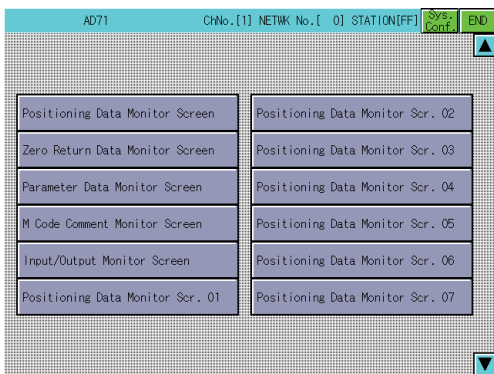 AD71 ChNo.[1] NETWK No.[ 0] STATION[FF] Sys. Conf. END
Positioning Data Monitor Screen
Zero Return Data Monitor Screen
Parameter Data Monitor Screen
M Code Comment Monitor Screen
Input/Output Monitor Screen
Positioning Data Monitor Scr. 01
Positioning Data Monitor Scr. 02
Positioning Data Monitor Scr. 03
Positioning Data Monitor Scr. 04
Positioning Data Monitor Scr. 05
Positioning Data Monitor Scr. 06
Positioning Data Monitor Scr. 07